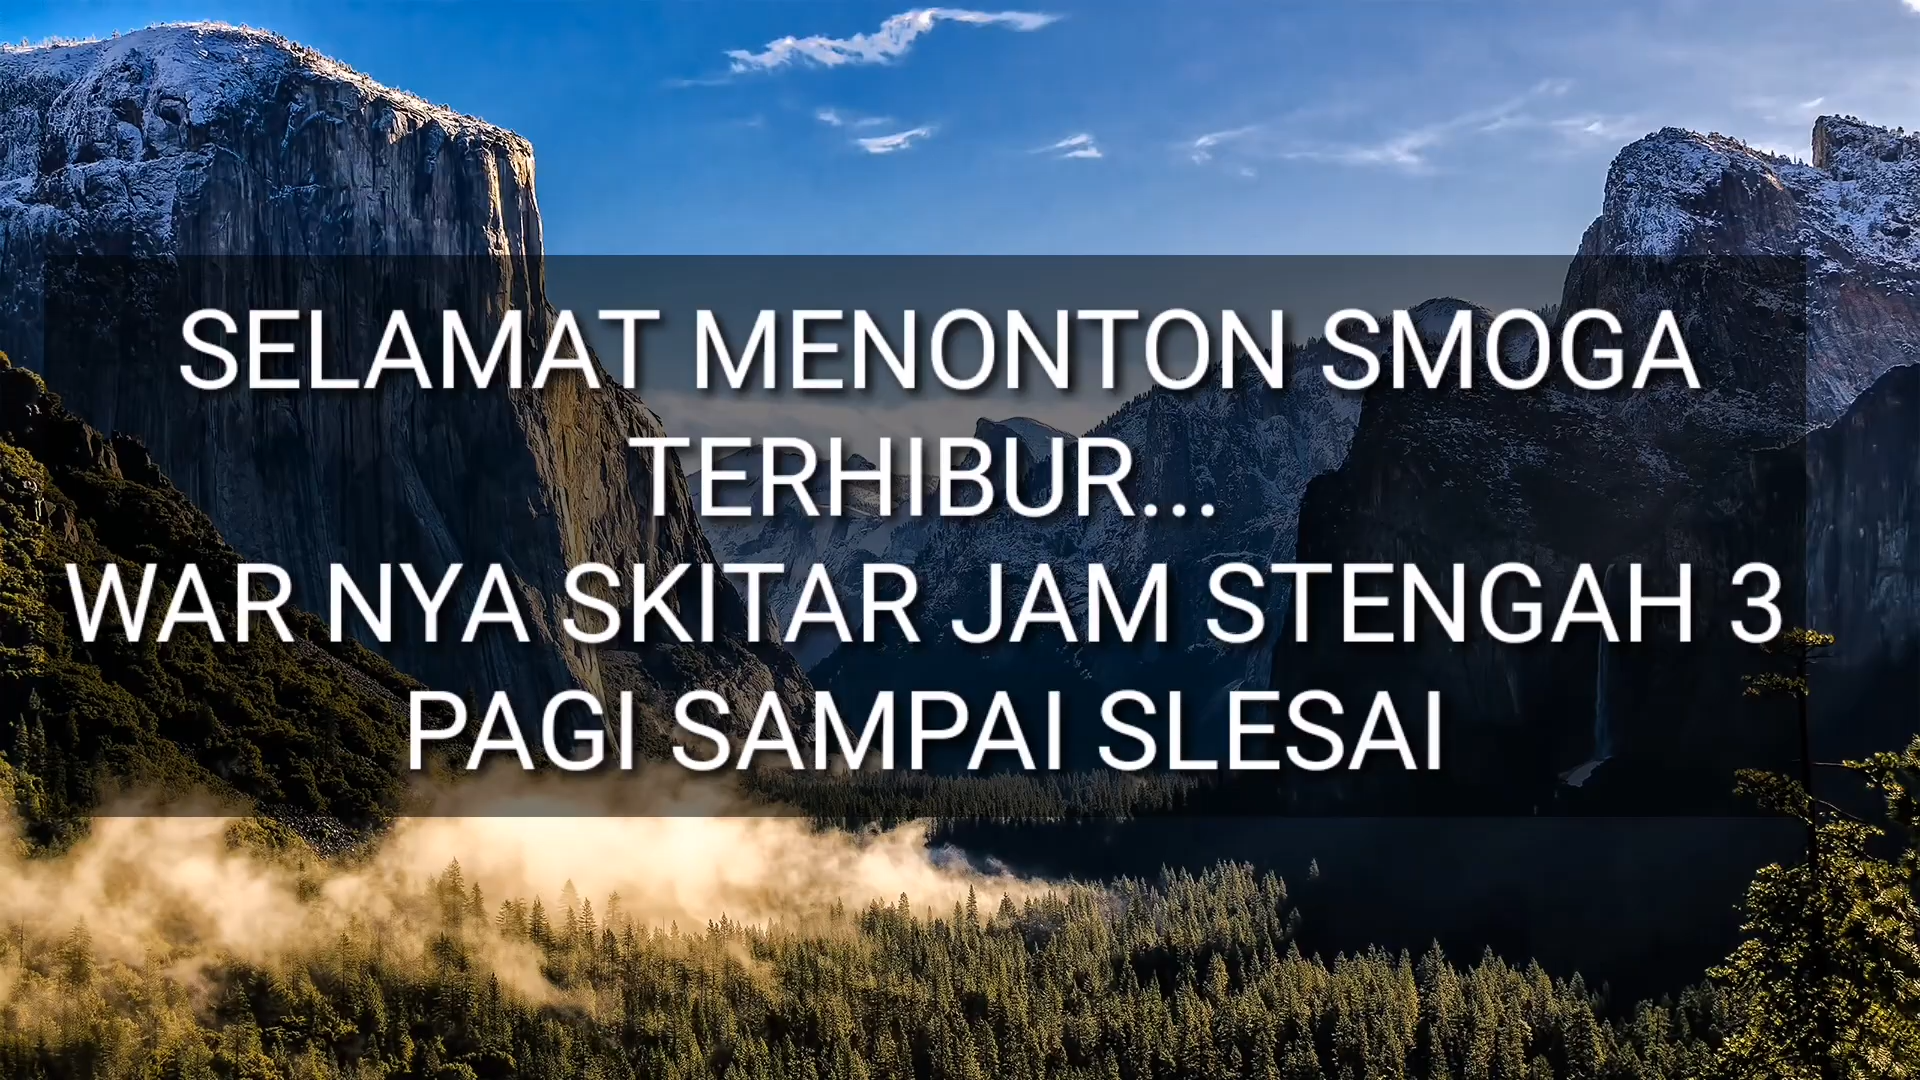 SELAMAT MENONTON SMOGA
TERHIBUR...
WAR NYA SKITAR JAM STENGAH 3
PAGI SAMPAI SLESAI